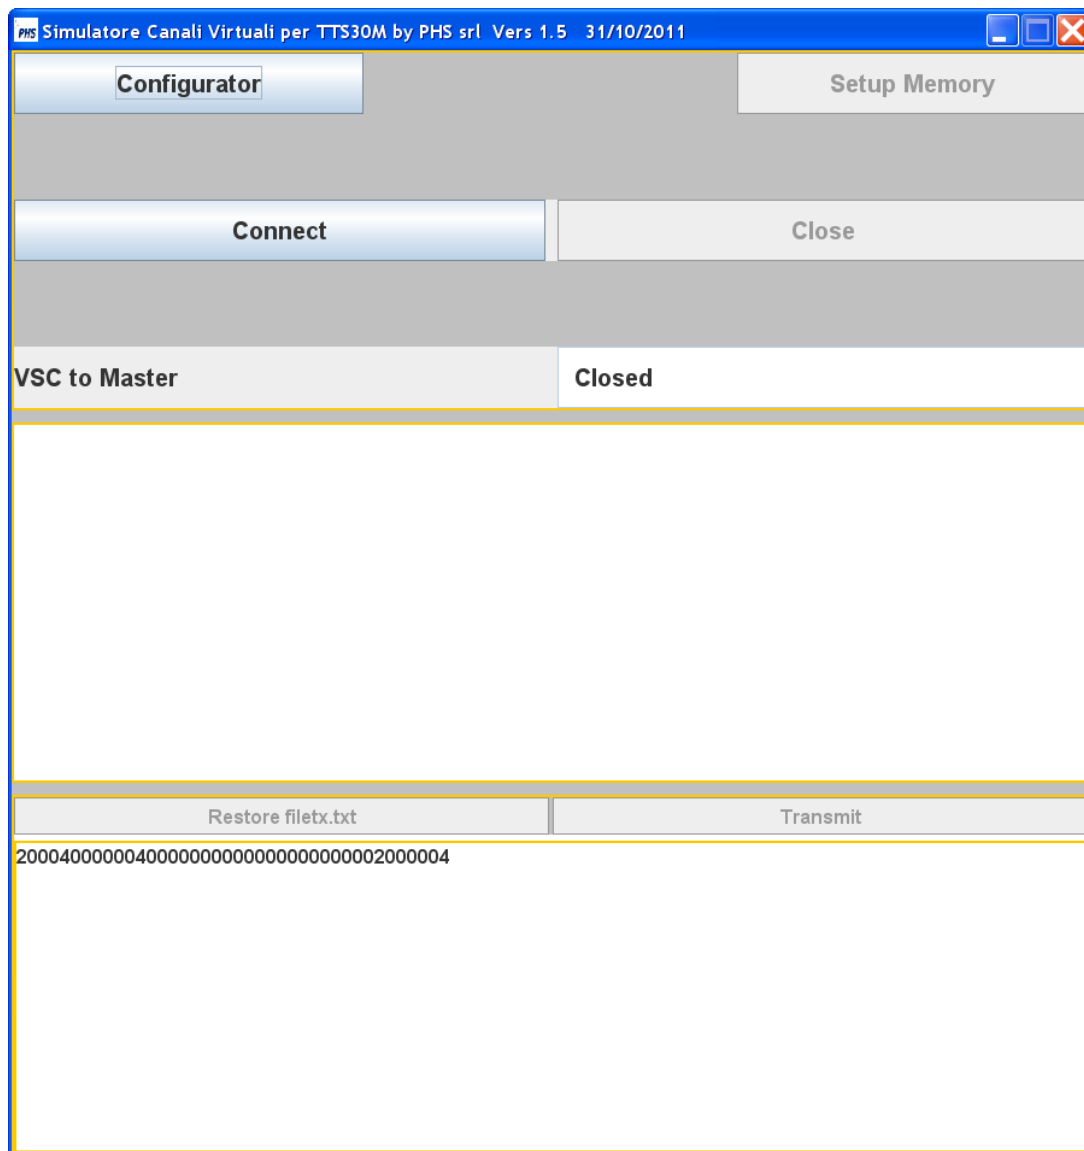 PHS Simulatore Canali Virtuali per TTS30M by PHS srl Vers 1.5 31/10/2011
Configurator Setup Memory
Connect Close
VSC to Master Closed
Restore filetx.txt Transmit
2000400000040000000000000000000002000004